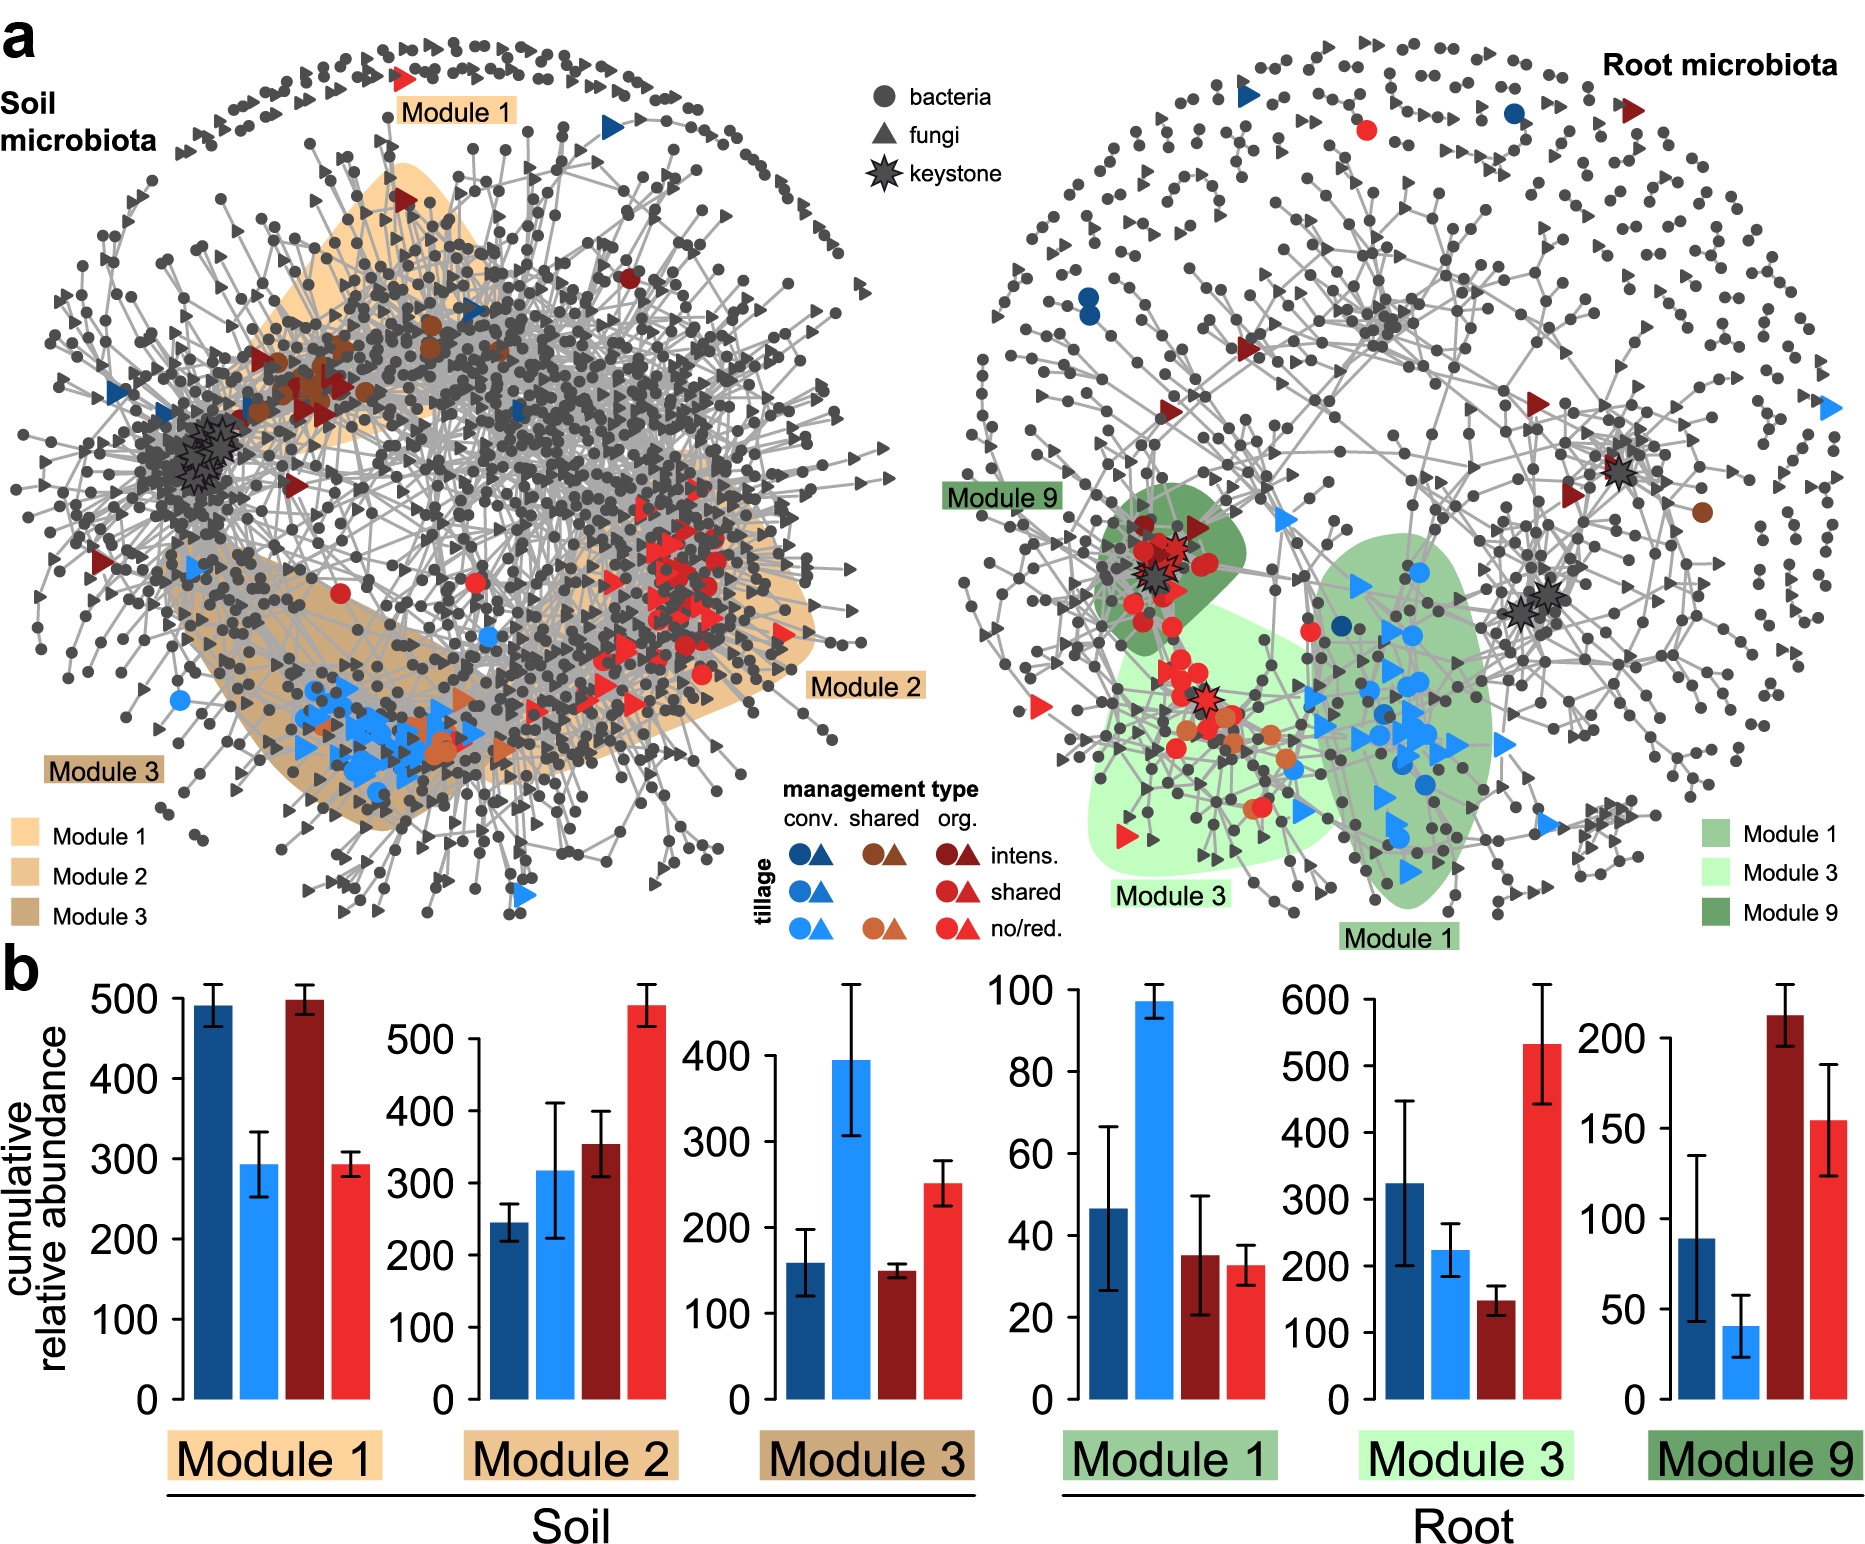 a
Soil
microbiota
Module 1
bacteria
fungi
keystone
Root microbiota
Module 9
Module 2
Module 3
Module 1
Module 2
Module 3
management type
conv. shared org.
intens.
shared
no/red.
tillage
Module 3
Module 1
Module 1
Module 3
Module 9
b
cumulative
relative abundance
500
400
300
200
100
0
500
400
300
200
100
0
400
300
200
100
0
100
80
60
40
20
0
600
500
400
300
200
100
0
200
150
100
50
0
Module 1
Module 2
Module 3
Module 1
Module 3
Module 9
Soil
Root